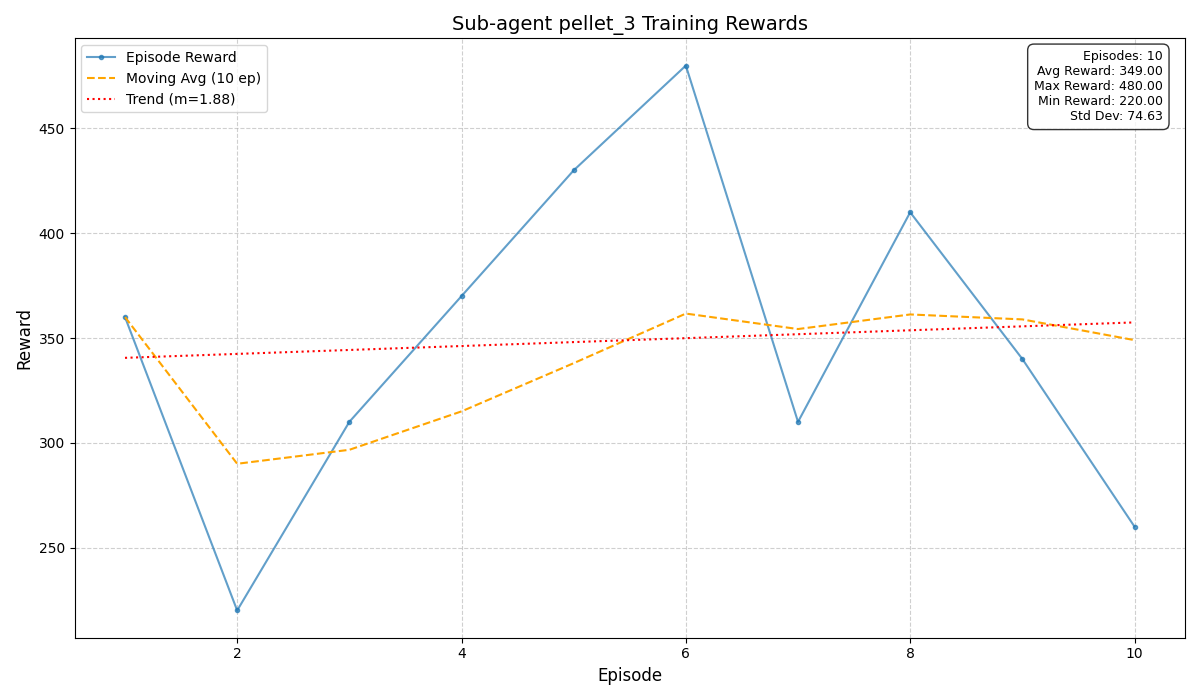 Sub-agent pellet_3 Training Rewards
Episode Reward
Moving Avg (10 ep)
Trend (m=1.88)
Episodes: 10
Avg Reward: 349.00
Max Reward: 480.00
Min Reward: 220.00
Std Dev: 74.63
Reward
450
400
350
300
250
2 4 6 8 10
Episode